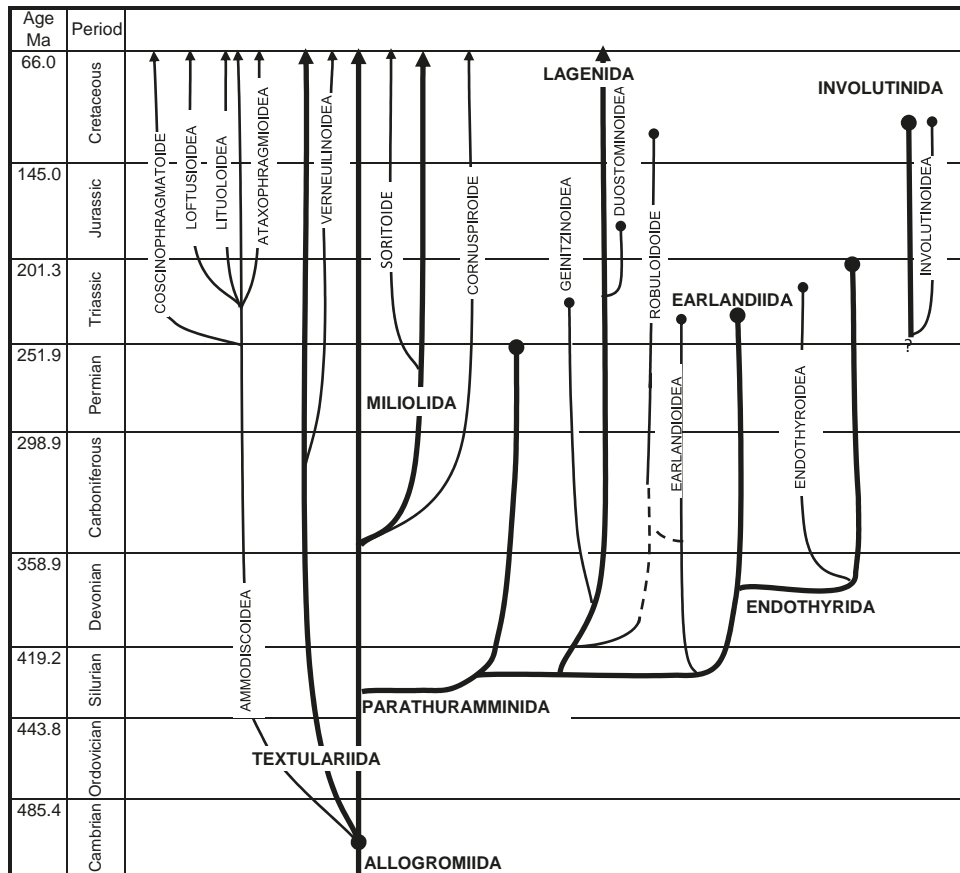 Age
Ma
Period
66.0
145.0
201.3
251.9
298.9
358.9
419.2
443.8
485.4
Cretaceous
Jurassic
Triassic
Permian
Carboniferous
Devonian
Silurian
Ordovician
Cambrian
COSCINOPHRAGMATOIDE
LOFTUSIOIDEA
LITUOLOIDEA
ATAXOPHRAGMIOIDEA
VERNEUILINOIDEA
SORITOIDE
CORNUSPIROIDE
GEINITZINOIDEA
LAGENIDA
DUOSTOMINOIDEA
ROBULOIDOIDE
INVOLUTINIDA
INVOLUTINOIDEA
EARLANDIIDA
EARLANDIOIDEA
ENDOTHYROIDEA
?
MILIOLIDA
ENDOTHYRIDA
AMMODISCOIDEA
PARATHURAMMINIDA
TEXTULARIIDA
ALLOGROMIIDA